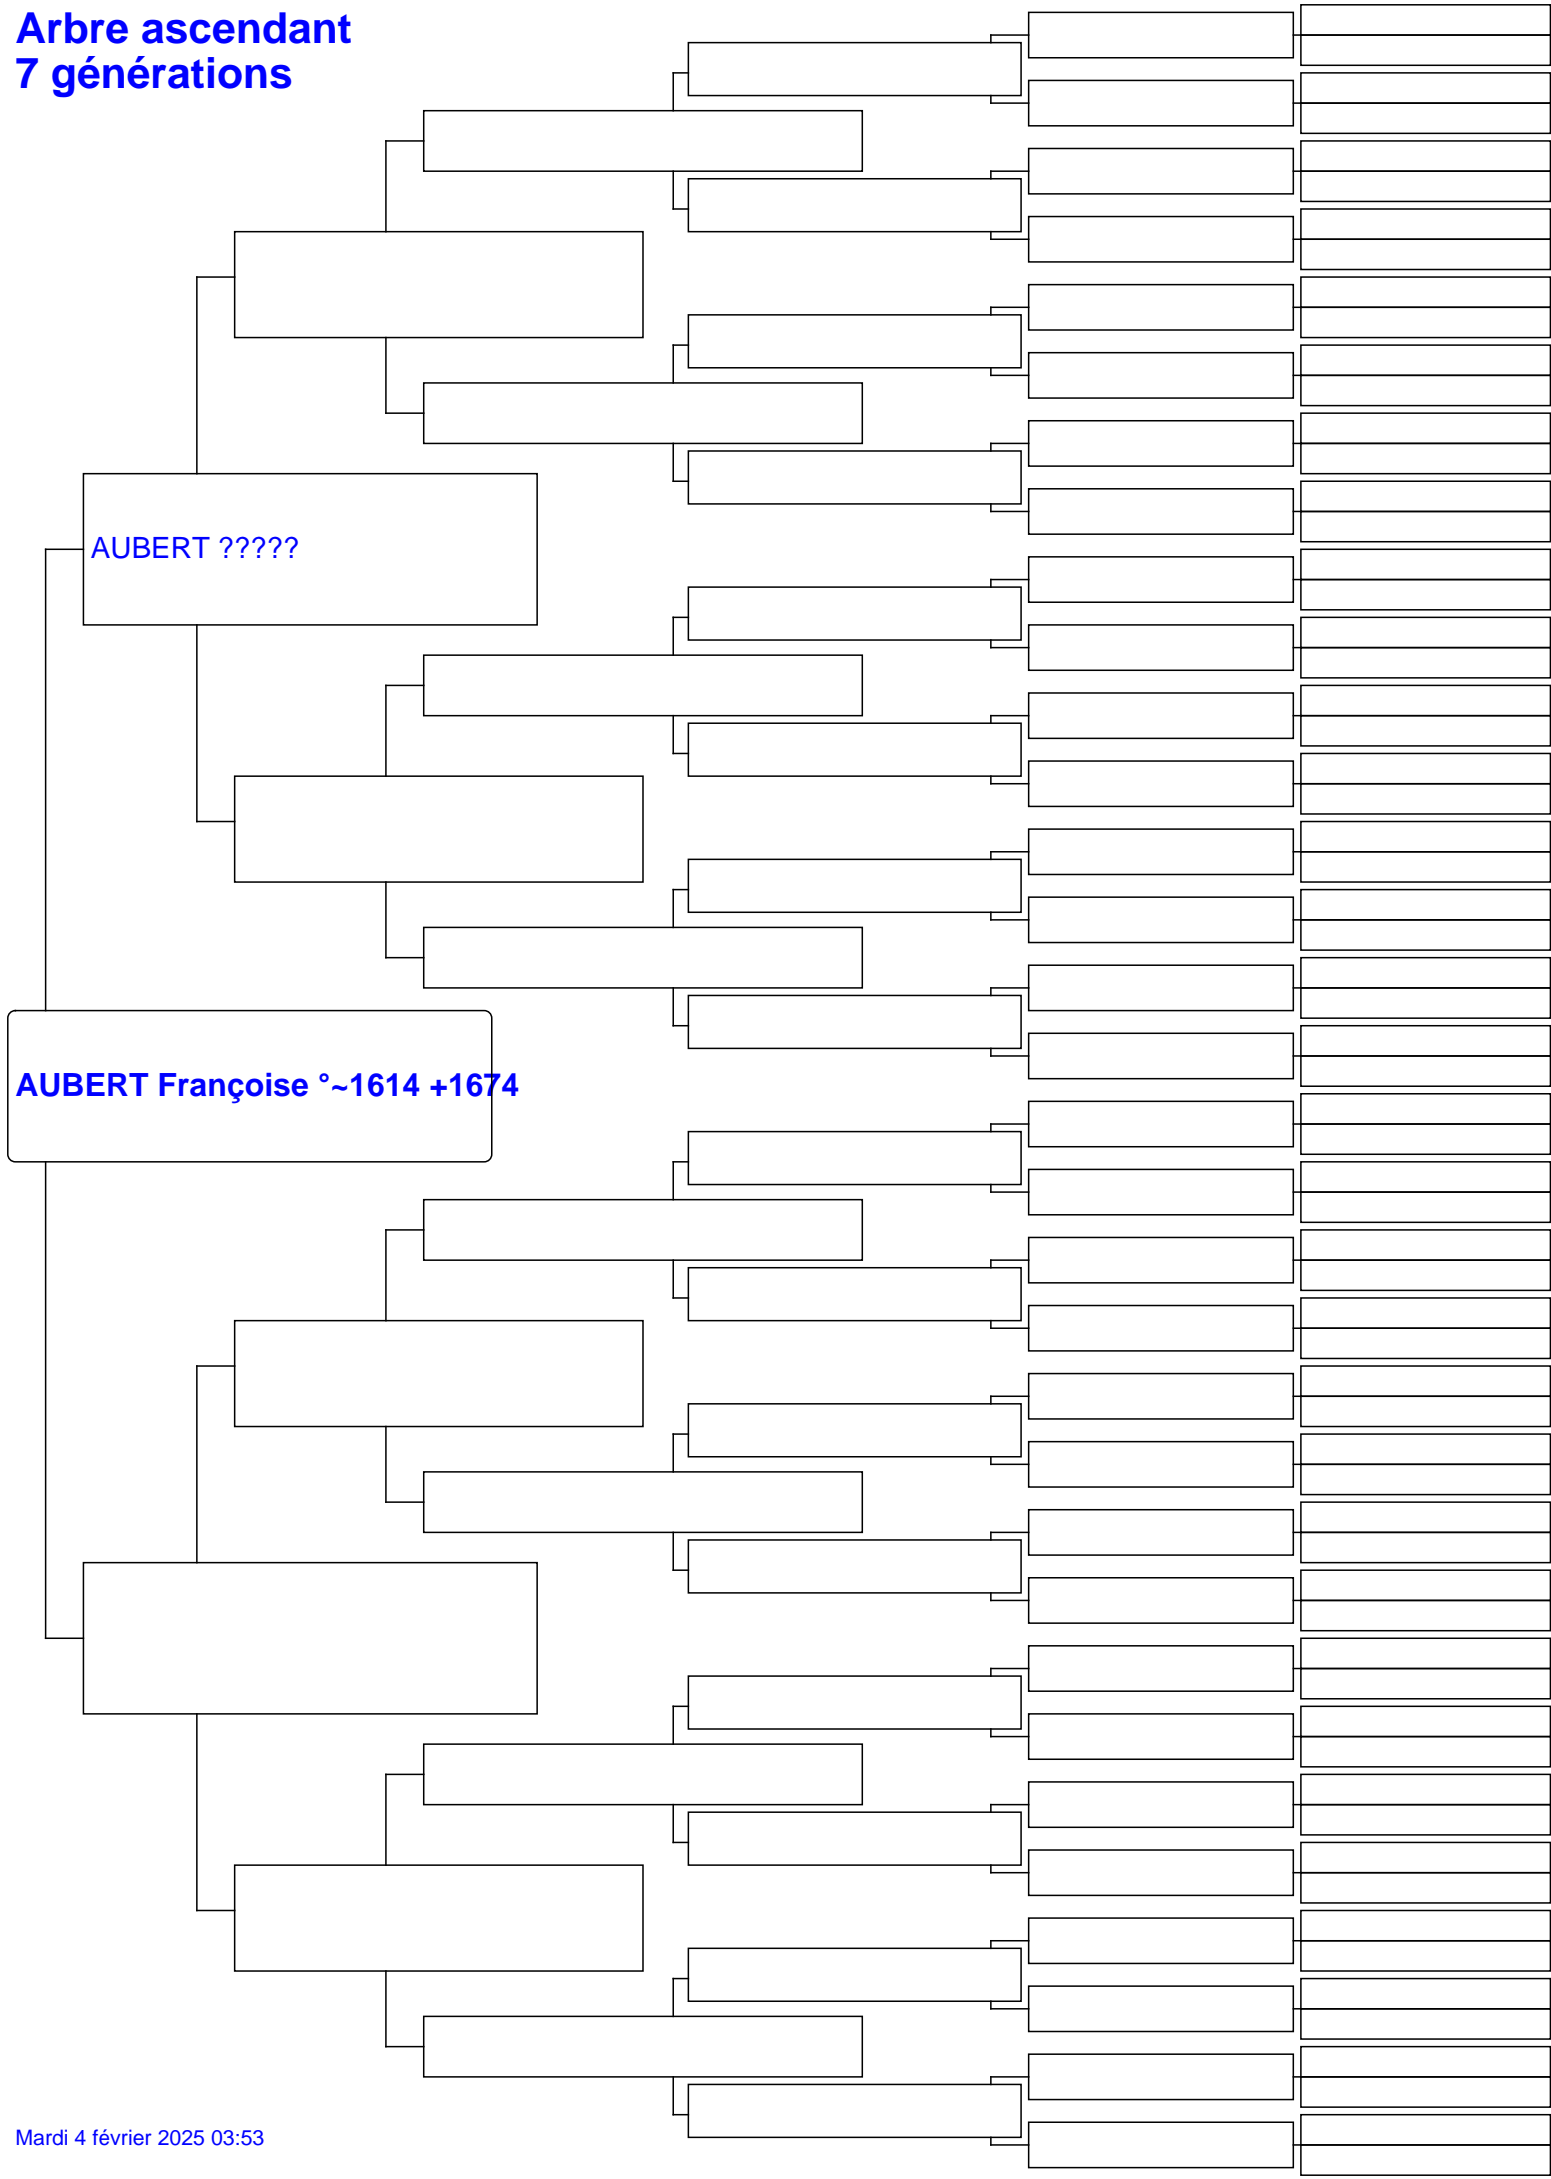 Arbre ascendant
7 générations
AUBERT ?????
AUBERT Françoise °~1614 +1674
Mardi 4 février 2025 03:53